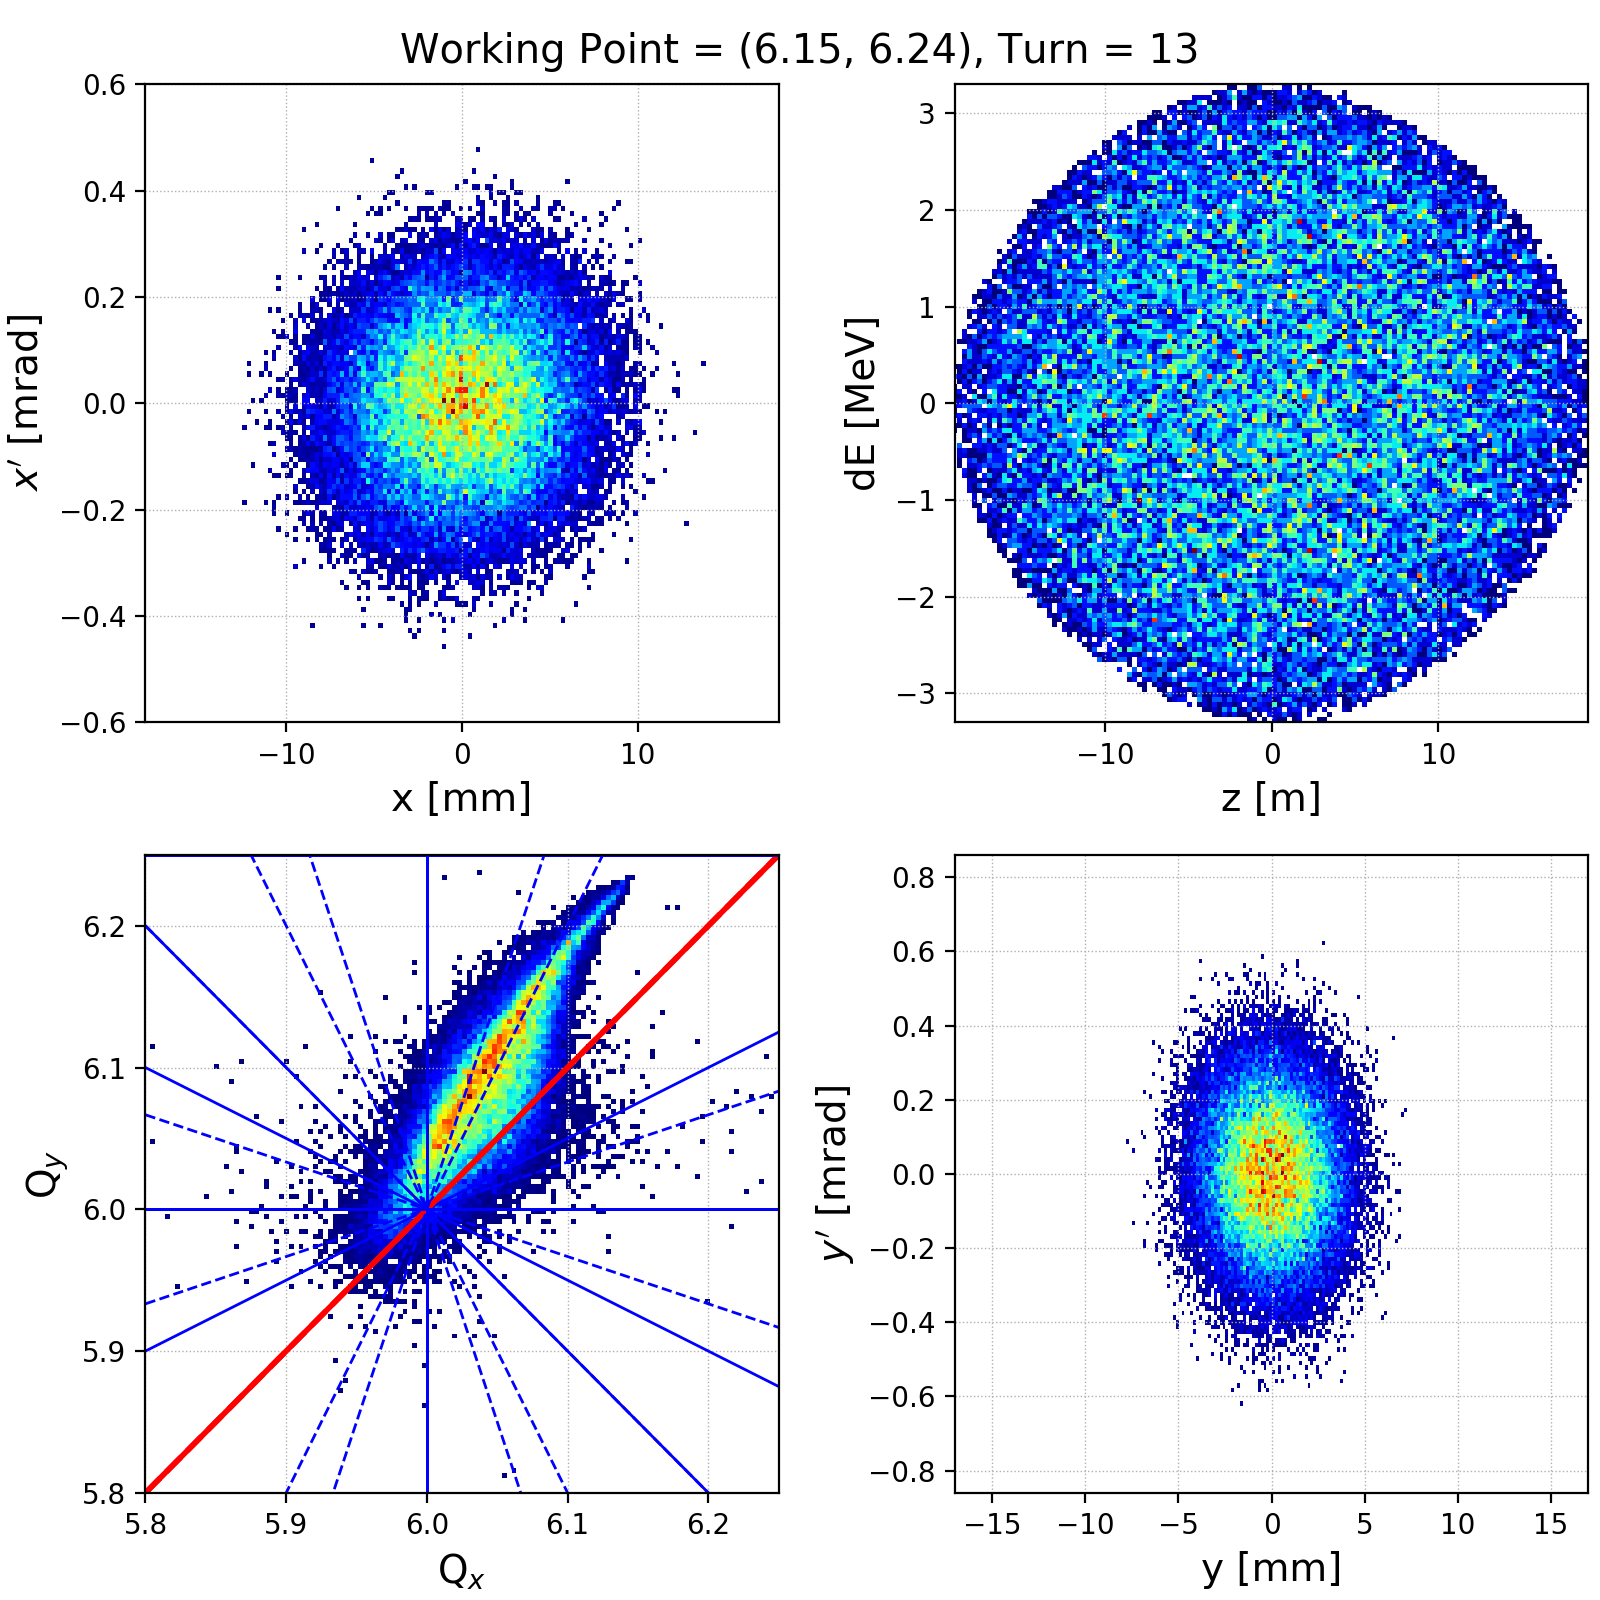 Working Point = (6.15, 6.24), Turn = 13
0.6
0.4
0.2
0.0
−0.2
−0.4
−0.6
x′ [mrad]
−10 0 10
x [mm]
3
2
1
0
−1
−2
−3
dE [MeV]
−10 0 10
z [m]
6.2
6.1
6.0
5.9
5.8
Qy
5.8 5.9 6.0 6.1 6.2
Qx
0.8
0.6
0.4
0.2
0.0
−0.2
−0.4
−0.6
−0.8
y′ [mrad]
−15 −10 −5 0 5 10 15
y [mm]